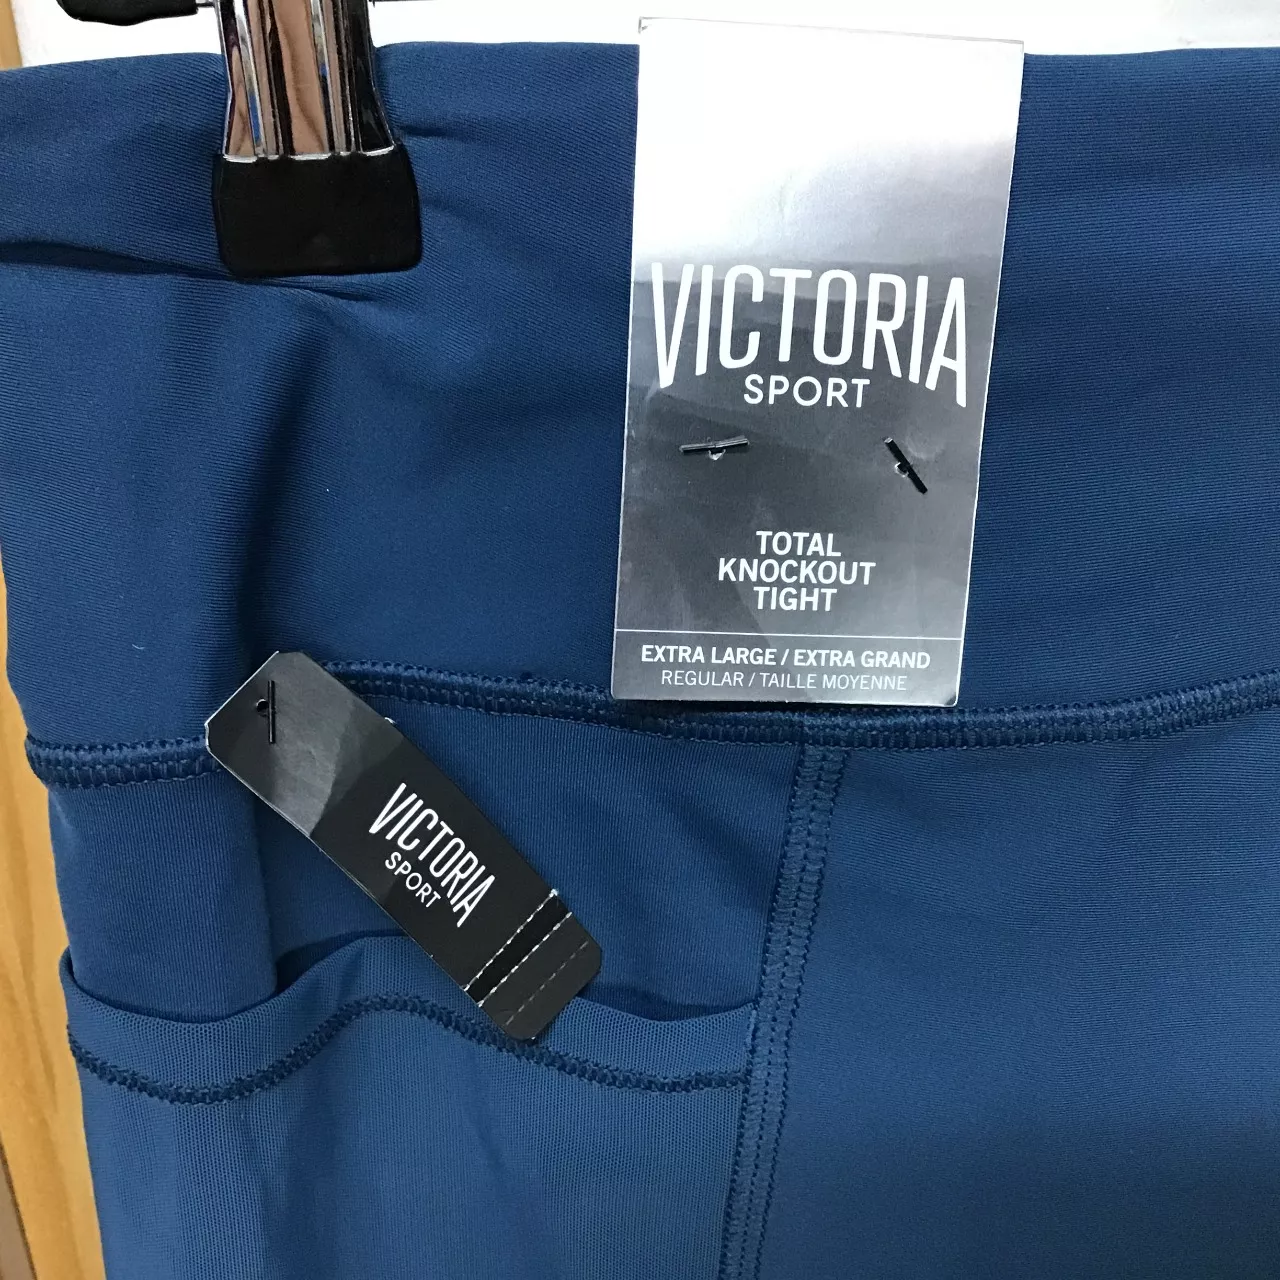 VICTORIA
SPORT
TOTAL
KNOCKOUT
TIGHT
EXTRA LARGE / EXTRA GRAND
REGULAR / TAILLE MOYENNE
VICTORIA
SPORT